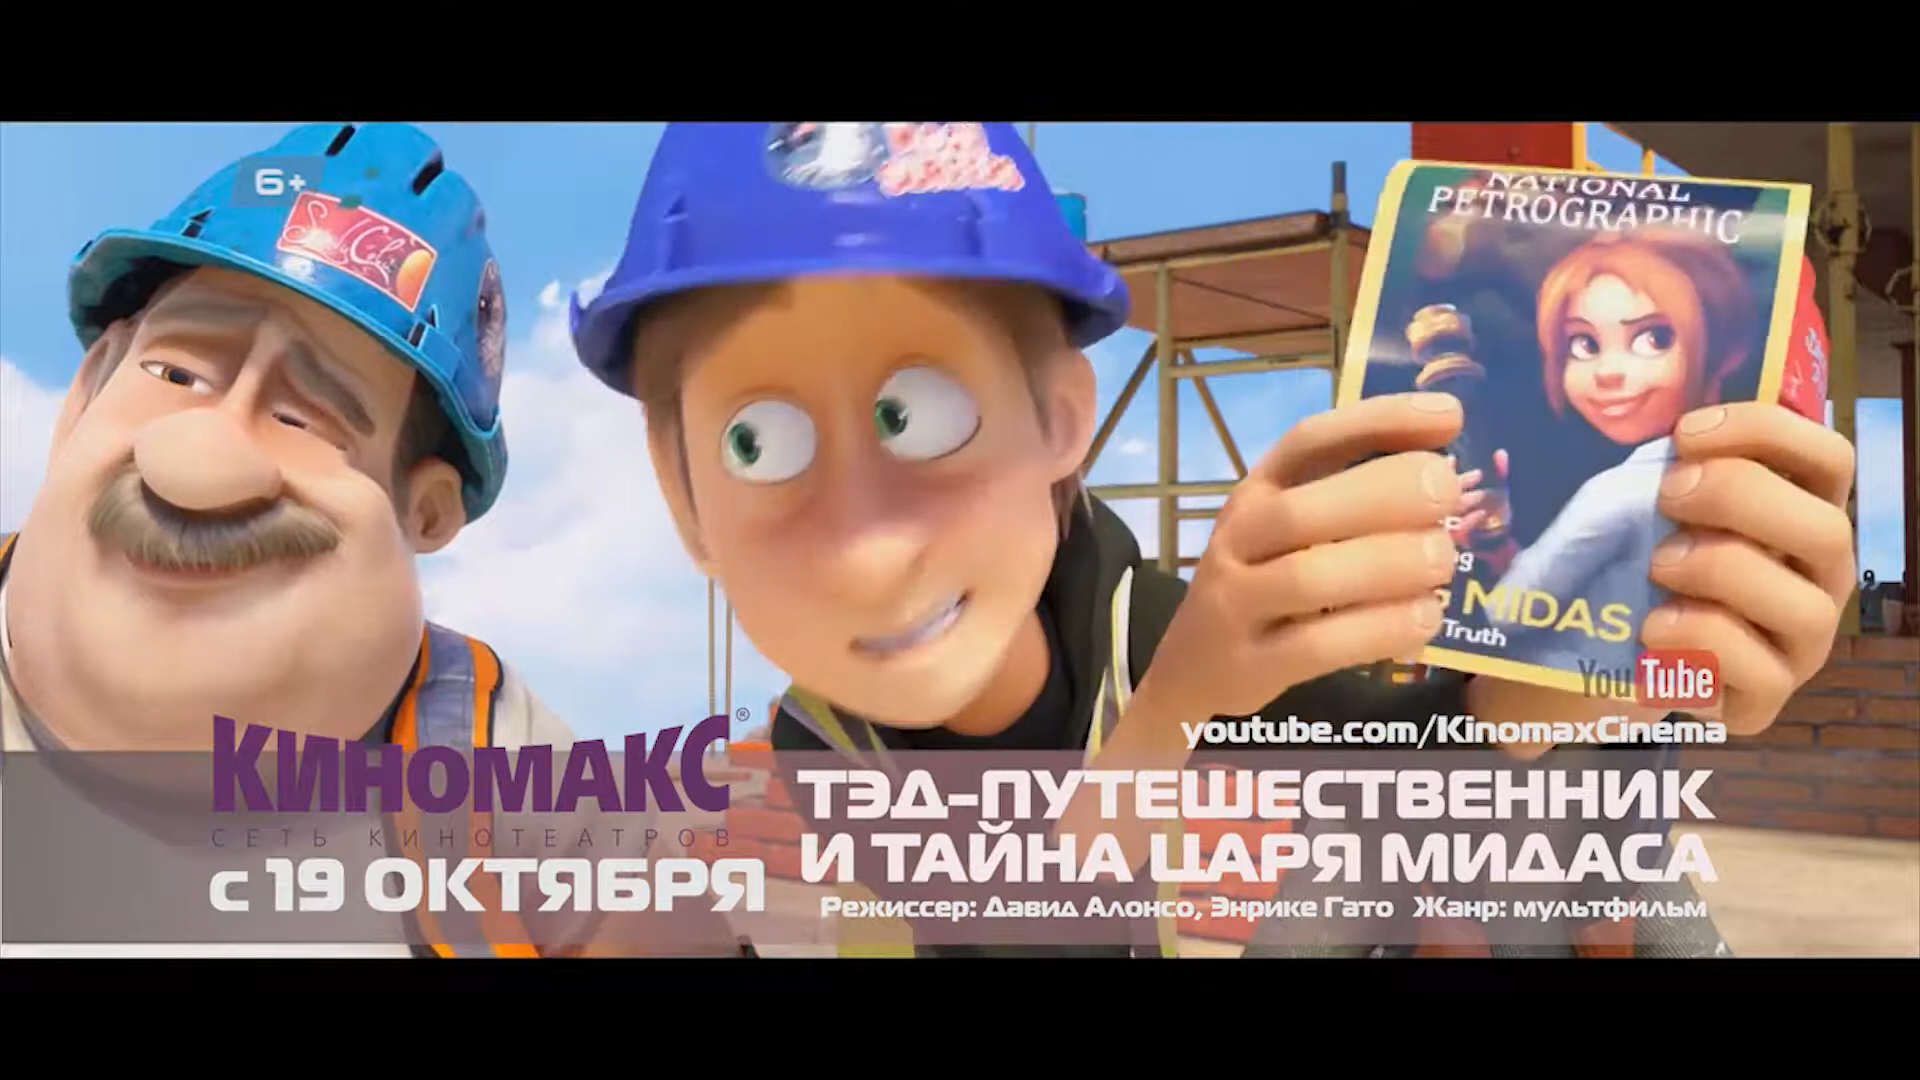 6+
NATIONAL
PETROGRAPHIC
MIDAS
Truth
YouTube
youtube.com/KinomaxCinema
КИНОМАКС®
СЕТЬ КИНОТЕАТРОВ
с 19 ОКТЯБРЯ
ТЭД-ПУТЕШЕСТВЕННИК
И ТАЙНА ЦАРЯ МИДАСА
Режиссер: Давид Алонсо, Энрике Гато Жанр: мультфильм